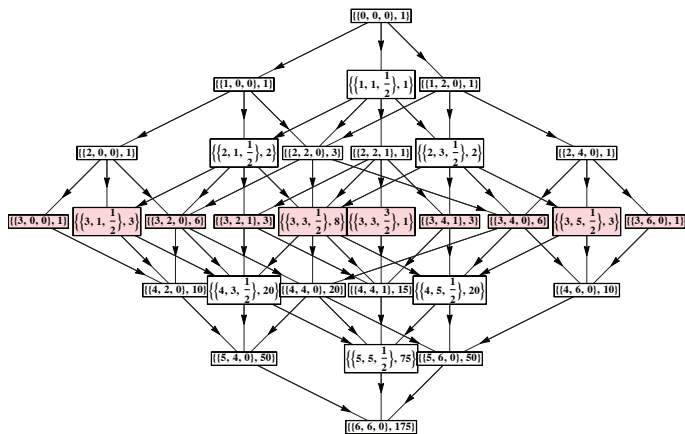 {{0, 0, 0}, 1}
{{1, 0, 0}, 1} {{1, 1, 1/2}, 1} {{1, 2, 0}, 1}
{{2, 0, 0}, 1} {{2, 1, 1/2}, 2} {{2, 2, 0}, 3} {{2, 2, 1}, 1} {{2, 3, 1/2}, 2} {{2, 4, 0}, 1}
{{3, 0, 0}, 1} {{3, 1, 1/2}, 3} {{3, 2, 0}, 6} {{3, 2, 1}, 3} {{3, 3, 1/2}, 8} {{3, 3, 3/2}, 1} {{3, 4, 1}, 3} {{3, 4, 0}, 6} {{3, 5, 1/2}, 3} {{3, 6, 0}, 1}
{{4, 2, 0}, 10} {{4, 3, 1/2}, 20} {{4, 4, 0}, 20} {{4, 4, 1}, 15} {{4, 5, 1/2}, 20} {{4, 6, 0}, 10}
{{5, 4, 0}, 50} {{5, 5, 1/2}, 75} {{5, 6, 0}, 50}
{{6, 6, 0}, 175}